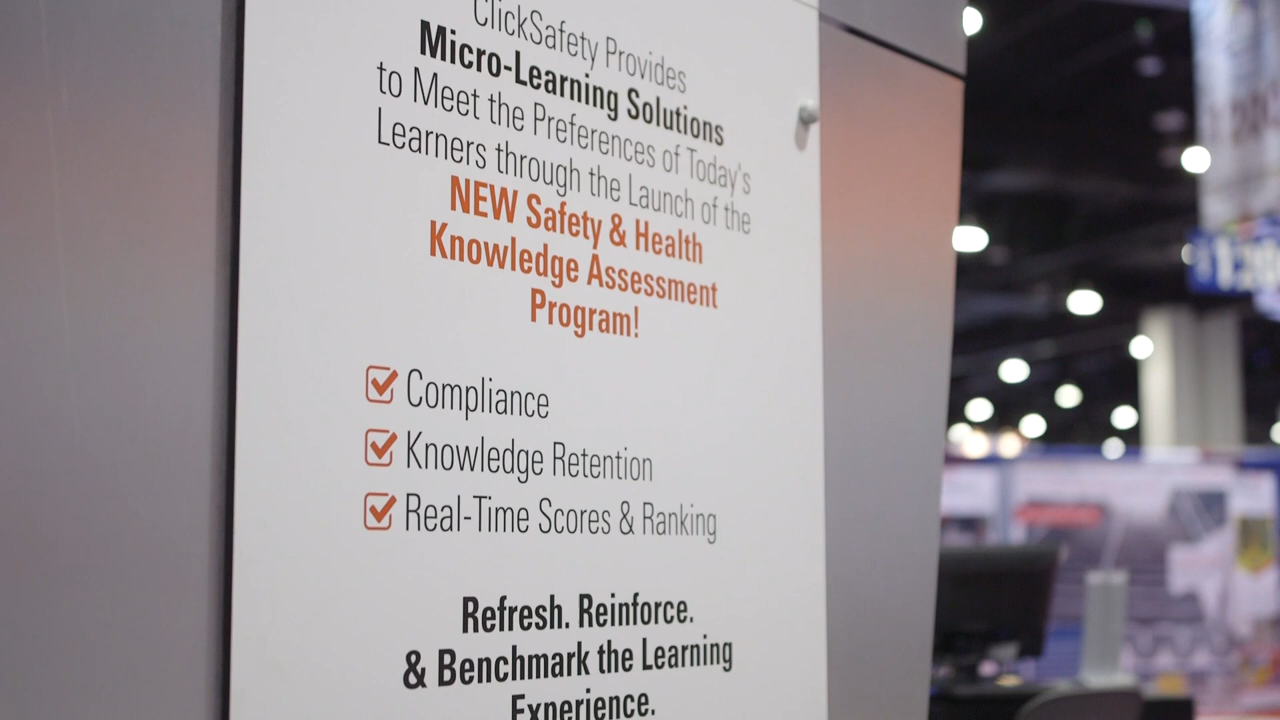 ClickSafety Provides
Micro-Learning Solutions
to Meet the Preferences of Today's
Learners through the Launch of the
NEW Safety & Health
Knowledge Assessment
Program!
Compliance
Knowledge Retention
Real-Time Scores & Ranking
Refresh. Reinforce.
& Benchmark the Learning
Experience.